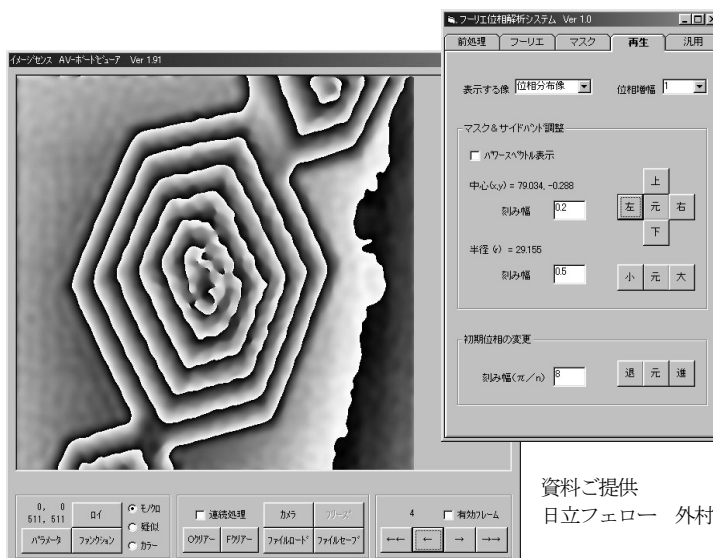 フーリエ位相解析システム Ver 1.0
前処理 フーリエ マスク 再生 汎用
表示する像 位相分布像 位相増幅 1
マスク＆サイドバンド調整
パワースペクトル表示
中心(x,y) = 79.034, -0.288
刻み幅 0.2
上
左 元 右
下
半径 (r) = 29.155
刻み幅 0.5
小 元 大
初期位相の変更
刻み幅(π／n) 8
退 元 進
イメージセンス AV-ボードビューア Ver 1.91
0, 0
511, 511
ロイ
パラメータ ファンクション
モノクロ
疑似
カラー
連続処理 カメラ フリーズ
Oクリアー Fクリアー ファイルロード ファイルセーブ
4 有効フレーム
←← ← → →→
資料ご提供
日立フェロー 外村